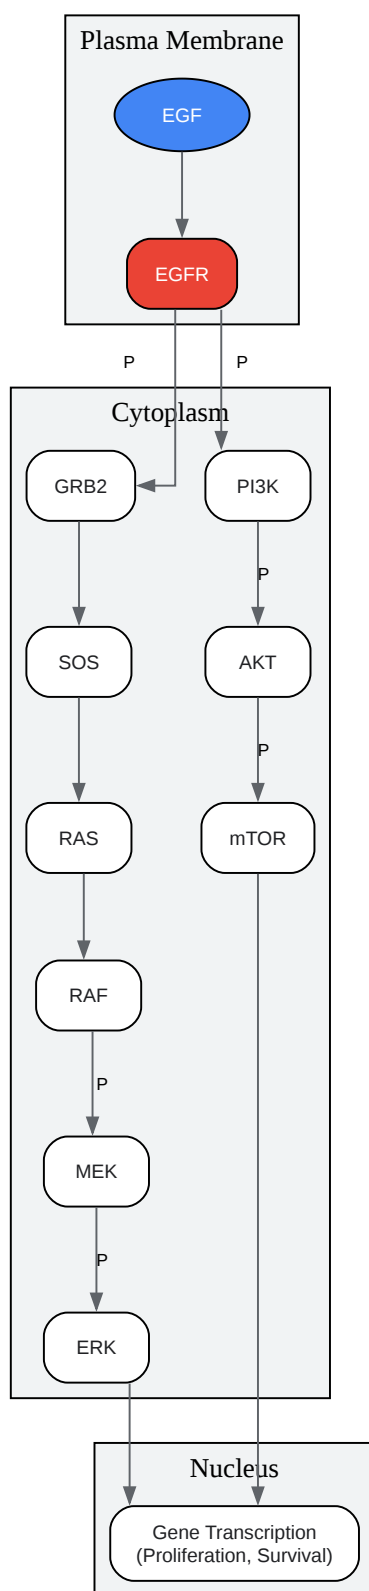 Plasma Membrane
EGF
EGFR
P
P
Cytoplasm
GRB2
PI3K
P
SOS
AKT
P
RAS
mTOR
RAF
P
MEK
P
ERK
Nucleus
Gene Transcription
(Proliferation, Survival)